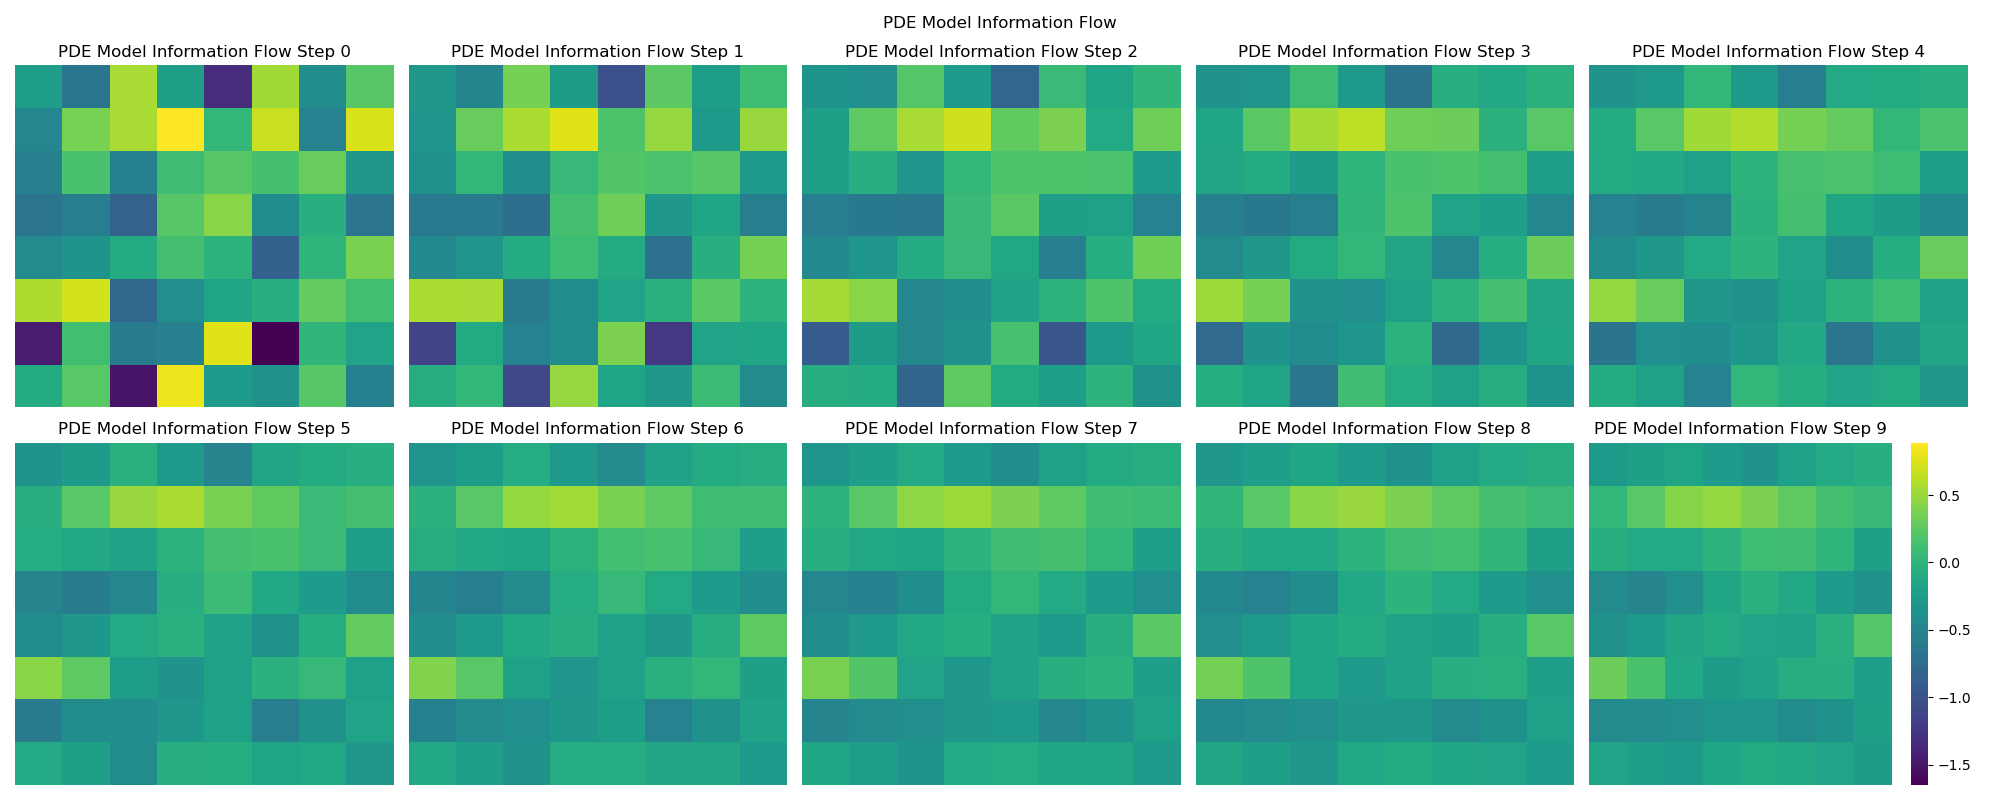 PDE Model Information Flow
PDE Model Information Flow Step 0
PDE Model Information Flow Step 1
PDE Model Information Flow Step 2
PDE Model Information Flow Step 3
PDE Model Information Flow Step 4
PDE Model Information Flow Step 5
PDE Model Information Flow Step 6
PDE Model Information Flow Step 7
PDE Model Information Flow Step 8
PDE Model Information Flow Step 9
0.5
0.0
−0.5
−1.0
−1.5